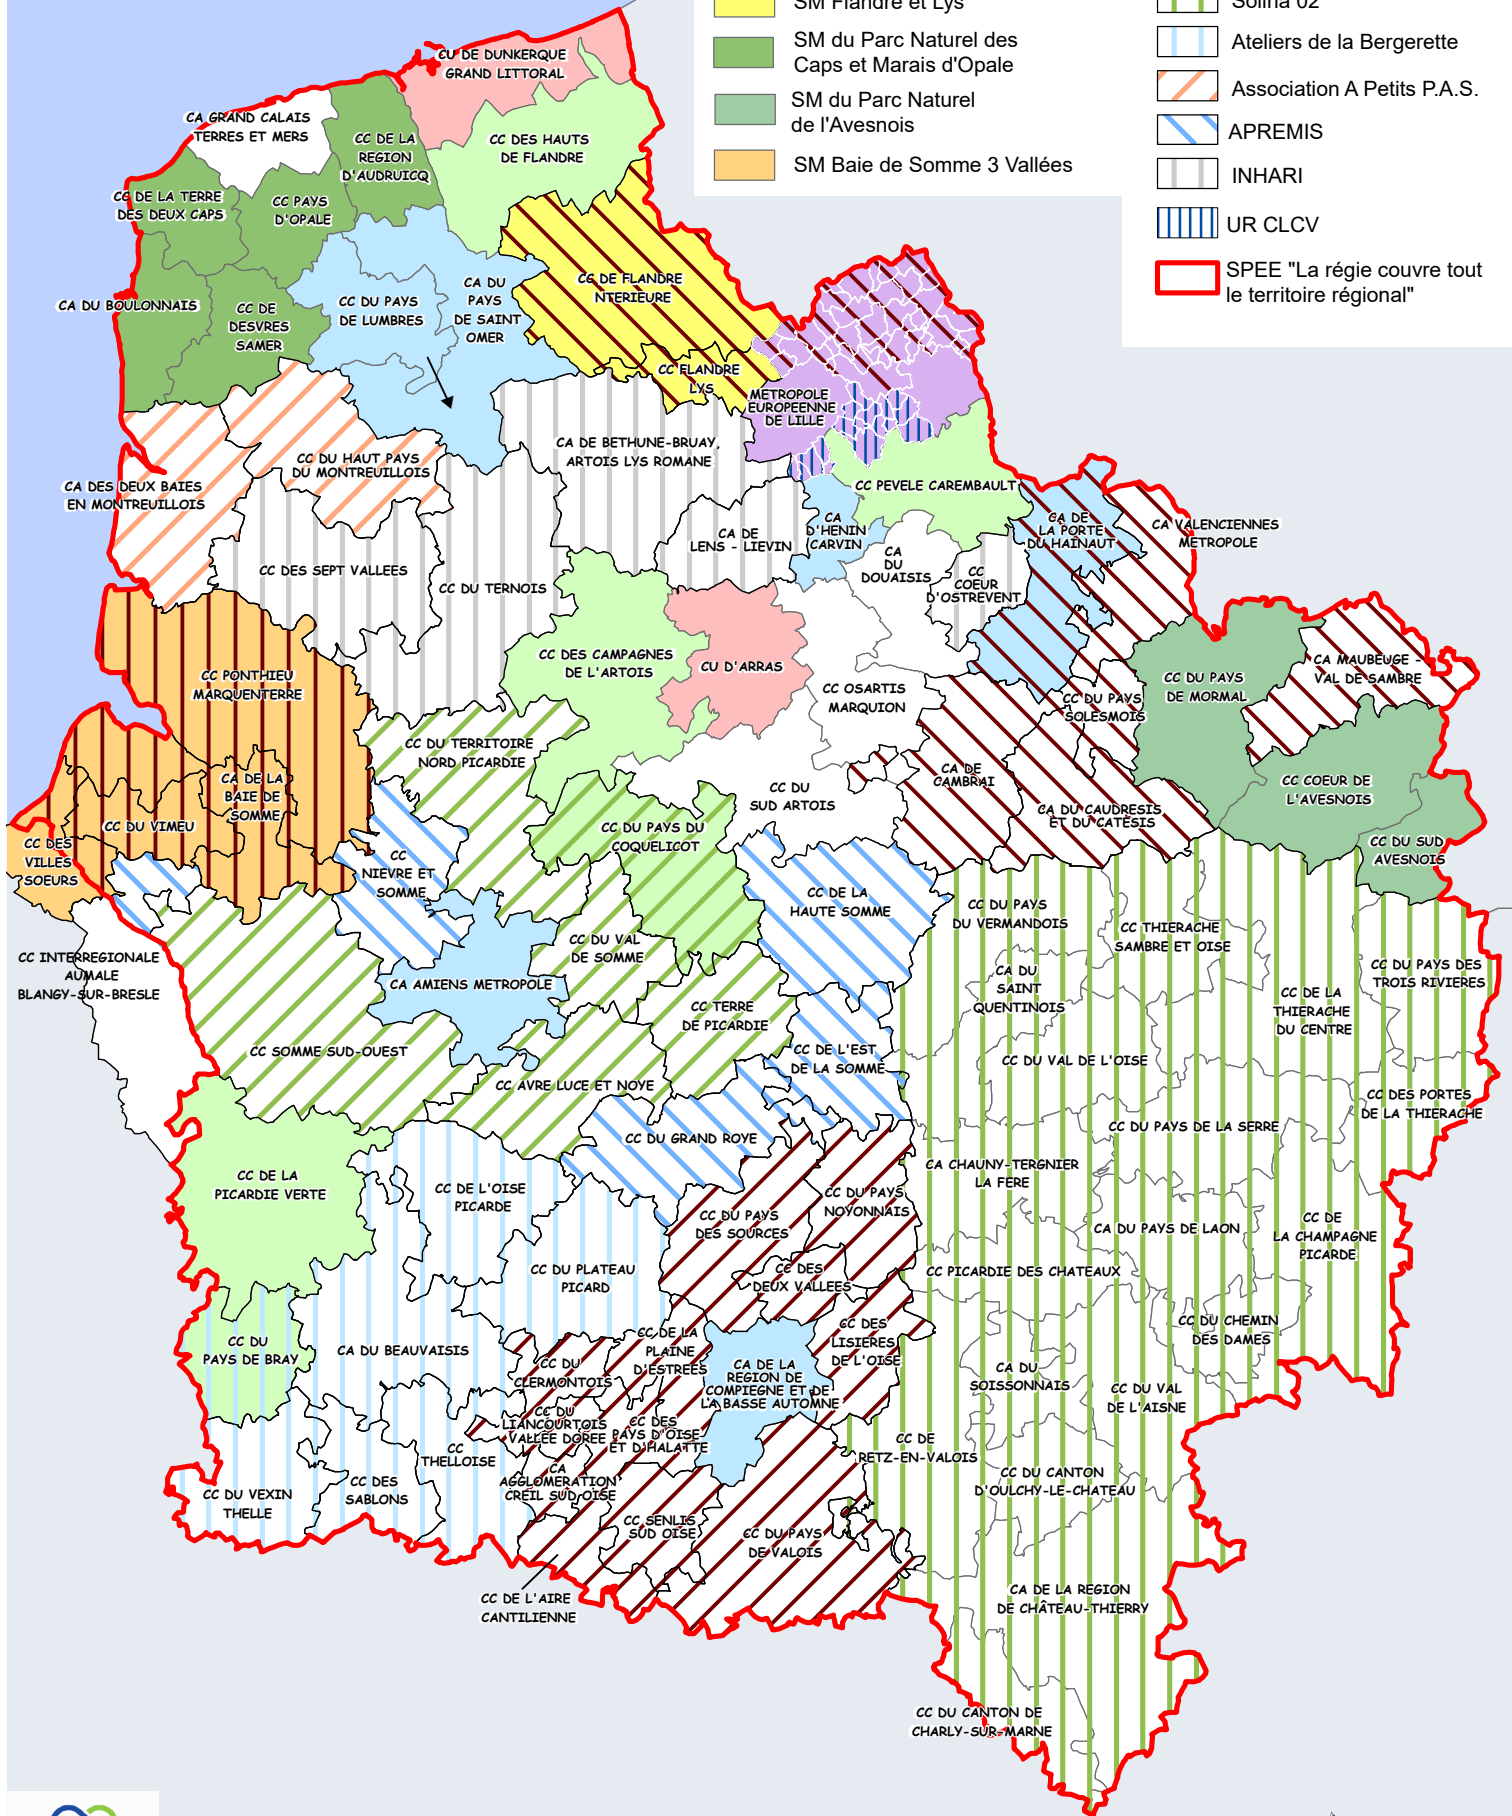 SM Flandre et Lys
SM du Parc Naturel des
Caps et Marais d'Opale
SM du Parc Naturel
de l'Avesnois
SM Baie de Somme 3 Vallées
Soliha 02
Ateliers de la Bergerette
Association A Petits P.A.S.
APREMIS
INHARI
UR CLCV
SPEE "La régie couvre tout
le territoire régional"
CU DE DUNKERQUE
GRAND LITTORAL
CA GRAND CALAIS
TERRES ET MERS
CC DE LA
REGION
D'AUDRUICQ
CC DES HAUTS
DE FLANDRE
CC DE LA TERRE
DES DEUX CAPS
CC PAYS
D'OPALE
CA DU BOULONNAIS
CC DE
DESVRES
SAMER
CC DU PAYS
DE LUMBRES
CA DU
PAYS
DE SAINT
OMER
CC DE FLANDRE
NTERIEURE
CC FLANDRE
LYS
METROPOLE
EUROPEENNE
DE LILLE
CA DE BETHUNE-BRUAY,
ARTOIS LYS ROMANE
CC DU HAUT PAYS
DU MONTREUILLOIS
CA DES DEUX BAIES
EN MONTREUILLOIS
CC PEVELE CAREMBAULT
CA DE
LENS - LIEVIN
CA
D'HENIN
CARVIN
CA DE
LA PORTE
DU HAINAUT
CA VALENCIENNES
METROPOLE
CA
DU
DOUAISIS
CC
COEUR
D'OSTREVENT
CC DES SEPT VALLEES
CC DU TERNOIS
CC DES CAMPAGNES
DE L'ARTOIS
CU D'ARRAS
CC OSARTIS
MARQUION
CC DU PAYS
SOLESMOIS
CC DU PAYS
DE MORMAL
CA MAUBEUGE -
VAL DE SAMBRE
CC PONTHIEU
MARQUENTERRE
CC DU TERRITOIRE
NORD PICARDIE
CC DU
SUD ARTOIS
CA DE
CAMBRAI
CA DU CAUDRESIS
ET DU CATESIS
CC COEUR DE
L'AVESNOIS
CC DU SUD
AVESNOIS
CA DE LA
BAIE DE
SOMME
CC DU VIMEU
CC DES
VILLES
SOEURS
CC
NIEVRE ET
SOMME
CC DU PAYS DU
COQUELICOT
CC DE LA
HAUTE SOMME
CC DU PAYS
DU VERMANDOIS
CC THIERACHE
SAMBRE ET OISE
CC INTERREGIONALE
AUMALE
BLANGY-SUR-BRESLE
CA AMIENS METROPOLE
CC DU VAL
DE SOMME
CC TERRE
DE PICARDIE
CA DU
SAINT
QUENTINOIS
CC DE LA
THIERACHE
DU CENTRE
CC DU PAYS DES
TROIS RIVIERES
CC SOMME SUD-OUEST
CC AVRE LUCE ET NOYE
CC DE L'EST
DE LA SOMME
CC DU VAL DE L'OISE
CC DES PORTES
DE LA THIERACHE
CC DU GRAND ROYE
CC DU PAYS DE LA SERRE
CC DE LA
PICARDIE VERTE
CC DE L'OISE
PICARDE
CC DU PAYS
DES SOURCES
CC DU PAYS
NOYONNAIS
CA CHAUNY-TERGNIER
LA FERE
CA DU PAYS DE LAON
CC DE
LA CHAMPAGNE
PICARDE
CC DU PLATEAU
PICARD
CC DES
DEUX VALLEES
CC PICARDIE DES CHATEAUX
CC DU CHEMIN
DES DAMES
CC DU
PAYS DE BRAY
CA DU BEAUVAISIS
CC DU
CLERMONTOIS
CC DE LA
PLAINE
D'ESTREES
CA DE LA
REGION DE
COMPIEGNE ET DE
LA BASSE AUTOMNE
CC DES
LISIERES
DE L'OISE
CA DU
SOISSONNAIS
CC DU VAL
DE L'AISNE
CC DU
LIANCOURTOIS
VALLEE DOREE
CC DES
PAYS D'OISE
ET D'HALATTE
CC
THELLOISE
CA
AGGLOMERATION
CREIL SUD OISE
CC DE
RETZ-EN-VALOIS
CC DU CANTON
D'OULCHY-LE-CHATEAU
CC DU VEXIN
THELLE
CC DES
SABLONS
CC SENLIS
SUD OISE
CC DU PAYS
DE VALOIS
CC DE L'AIRE
CANTILIENNE
CA DE LA REGION
DE CHÂTEAU-THIERRY
CC DU CANTON DE
CHARLY-SUR-MARNE